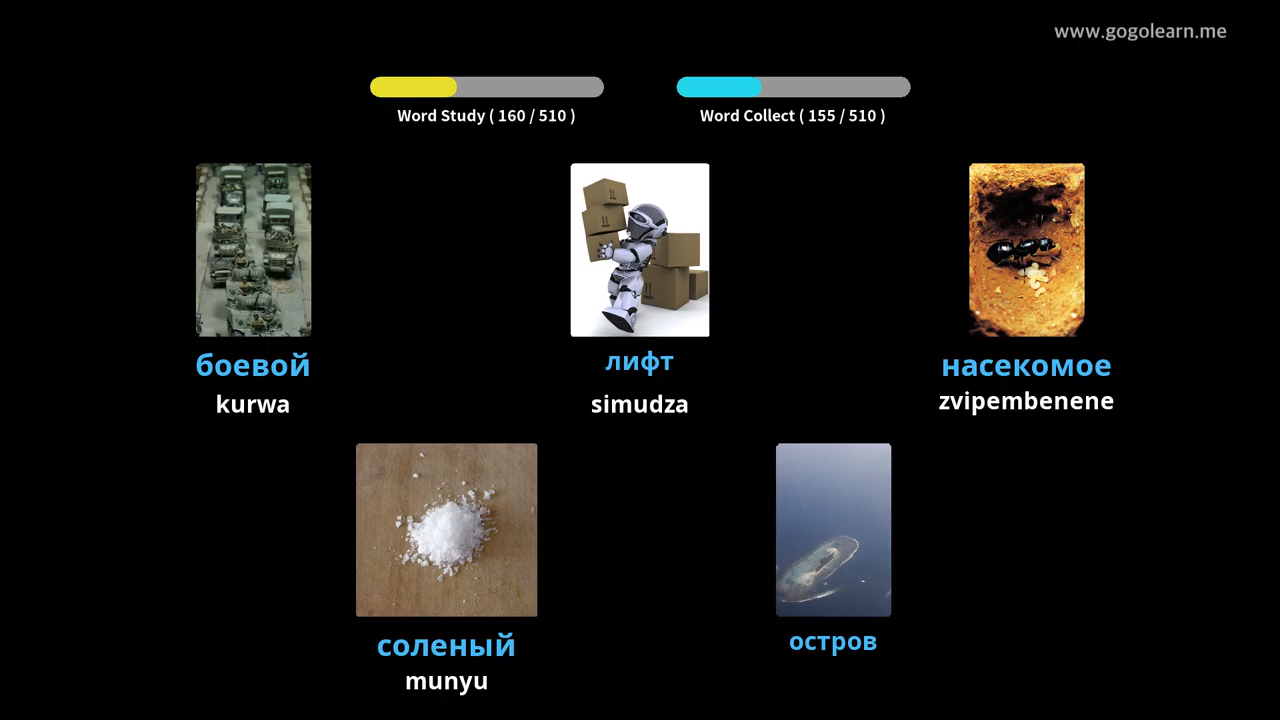 www.gogolearn.me
Word Study ( 160 / 510 )
Word Collect ( 155 / 510 )
боевой
kurwa
лифт
simudza
насекомое
zvipembenene
соленый
munyu
остров